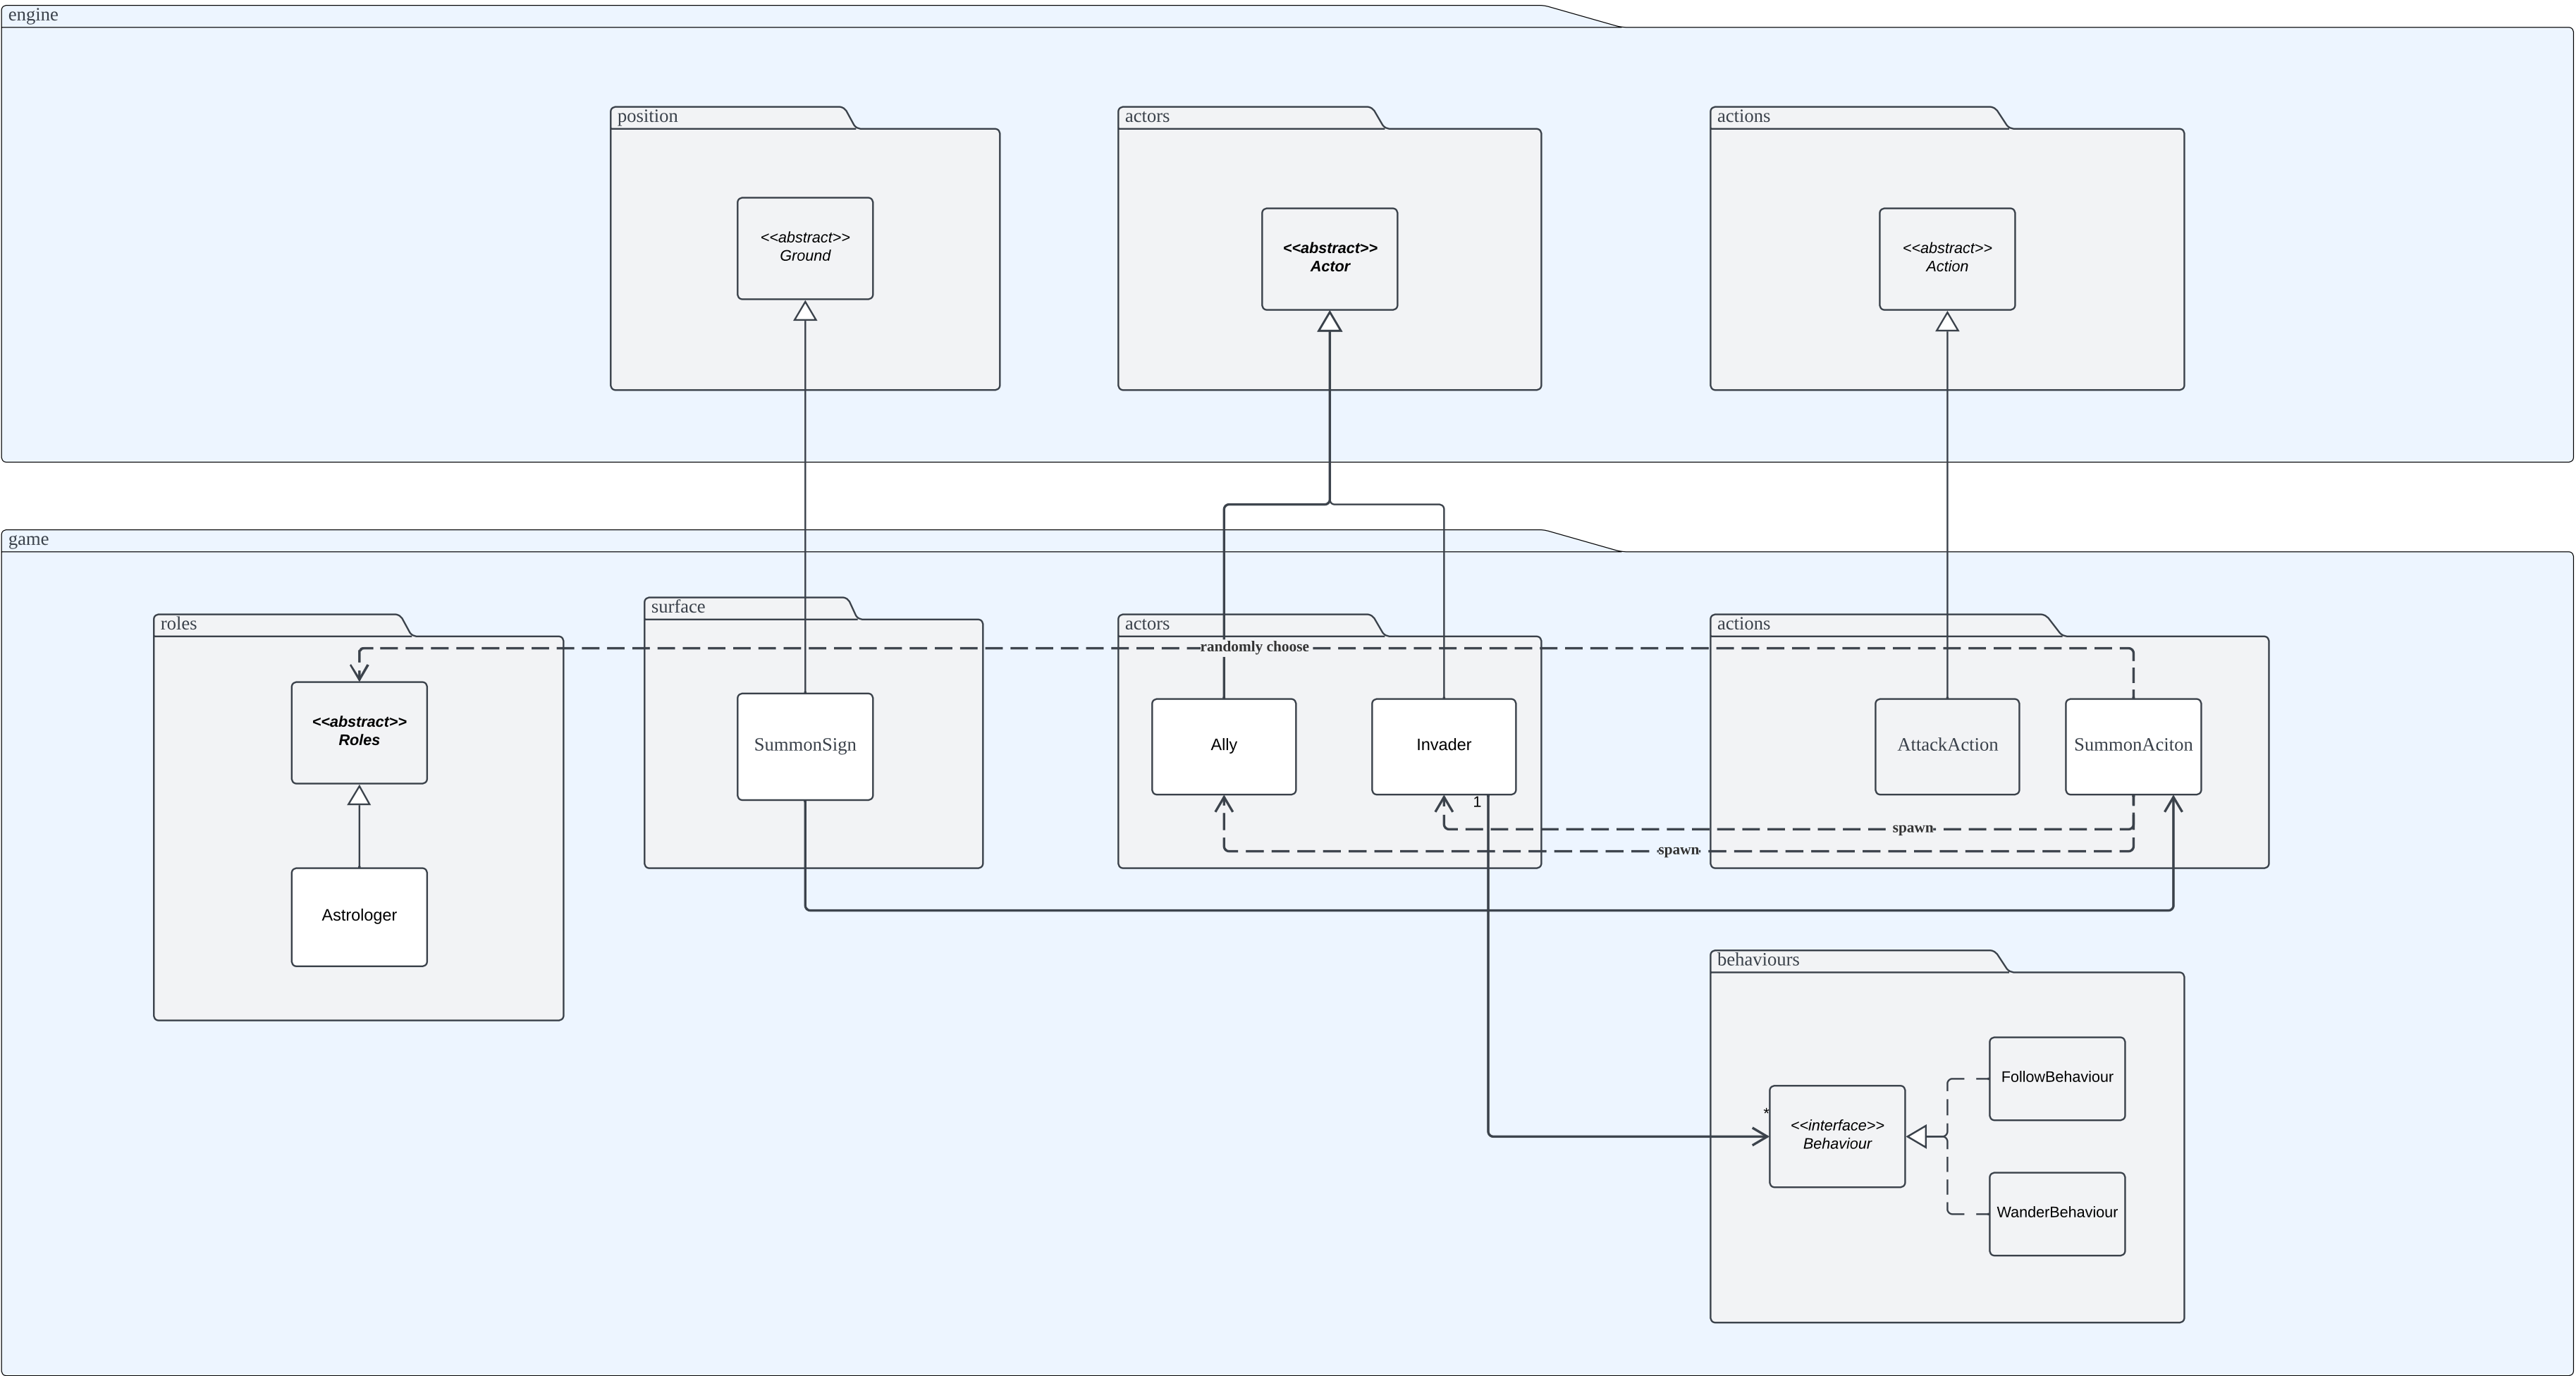 engine
position
actors
actions
<<abstract>>
Ground
<<abstract>>
Actor
<<abstract>>
Action
game
roles
surface
actors
actions
randomly choose
<<abstract>>
Roles
SummonSign
Ally
Invader
AttackAction
SummonAciton
1
spawn
spawn
Astrologer
behaviours
FollowBehaviour
*
<<interface>>
Behaviour
WanderBehaviour